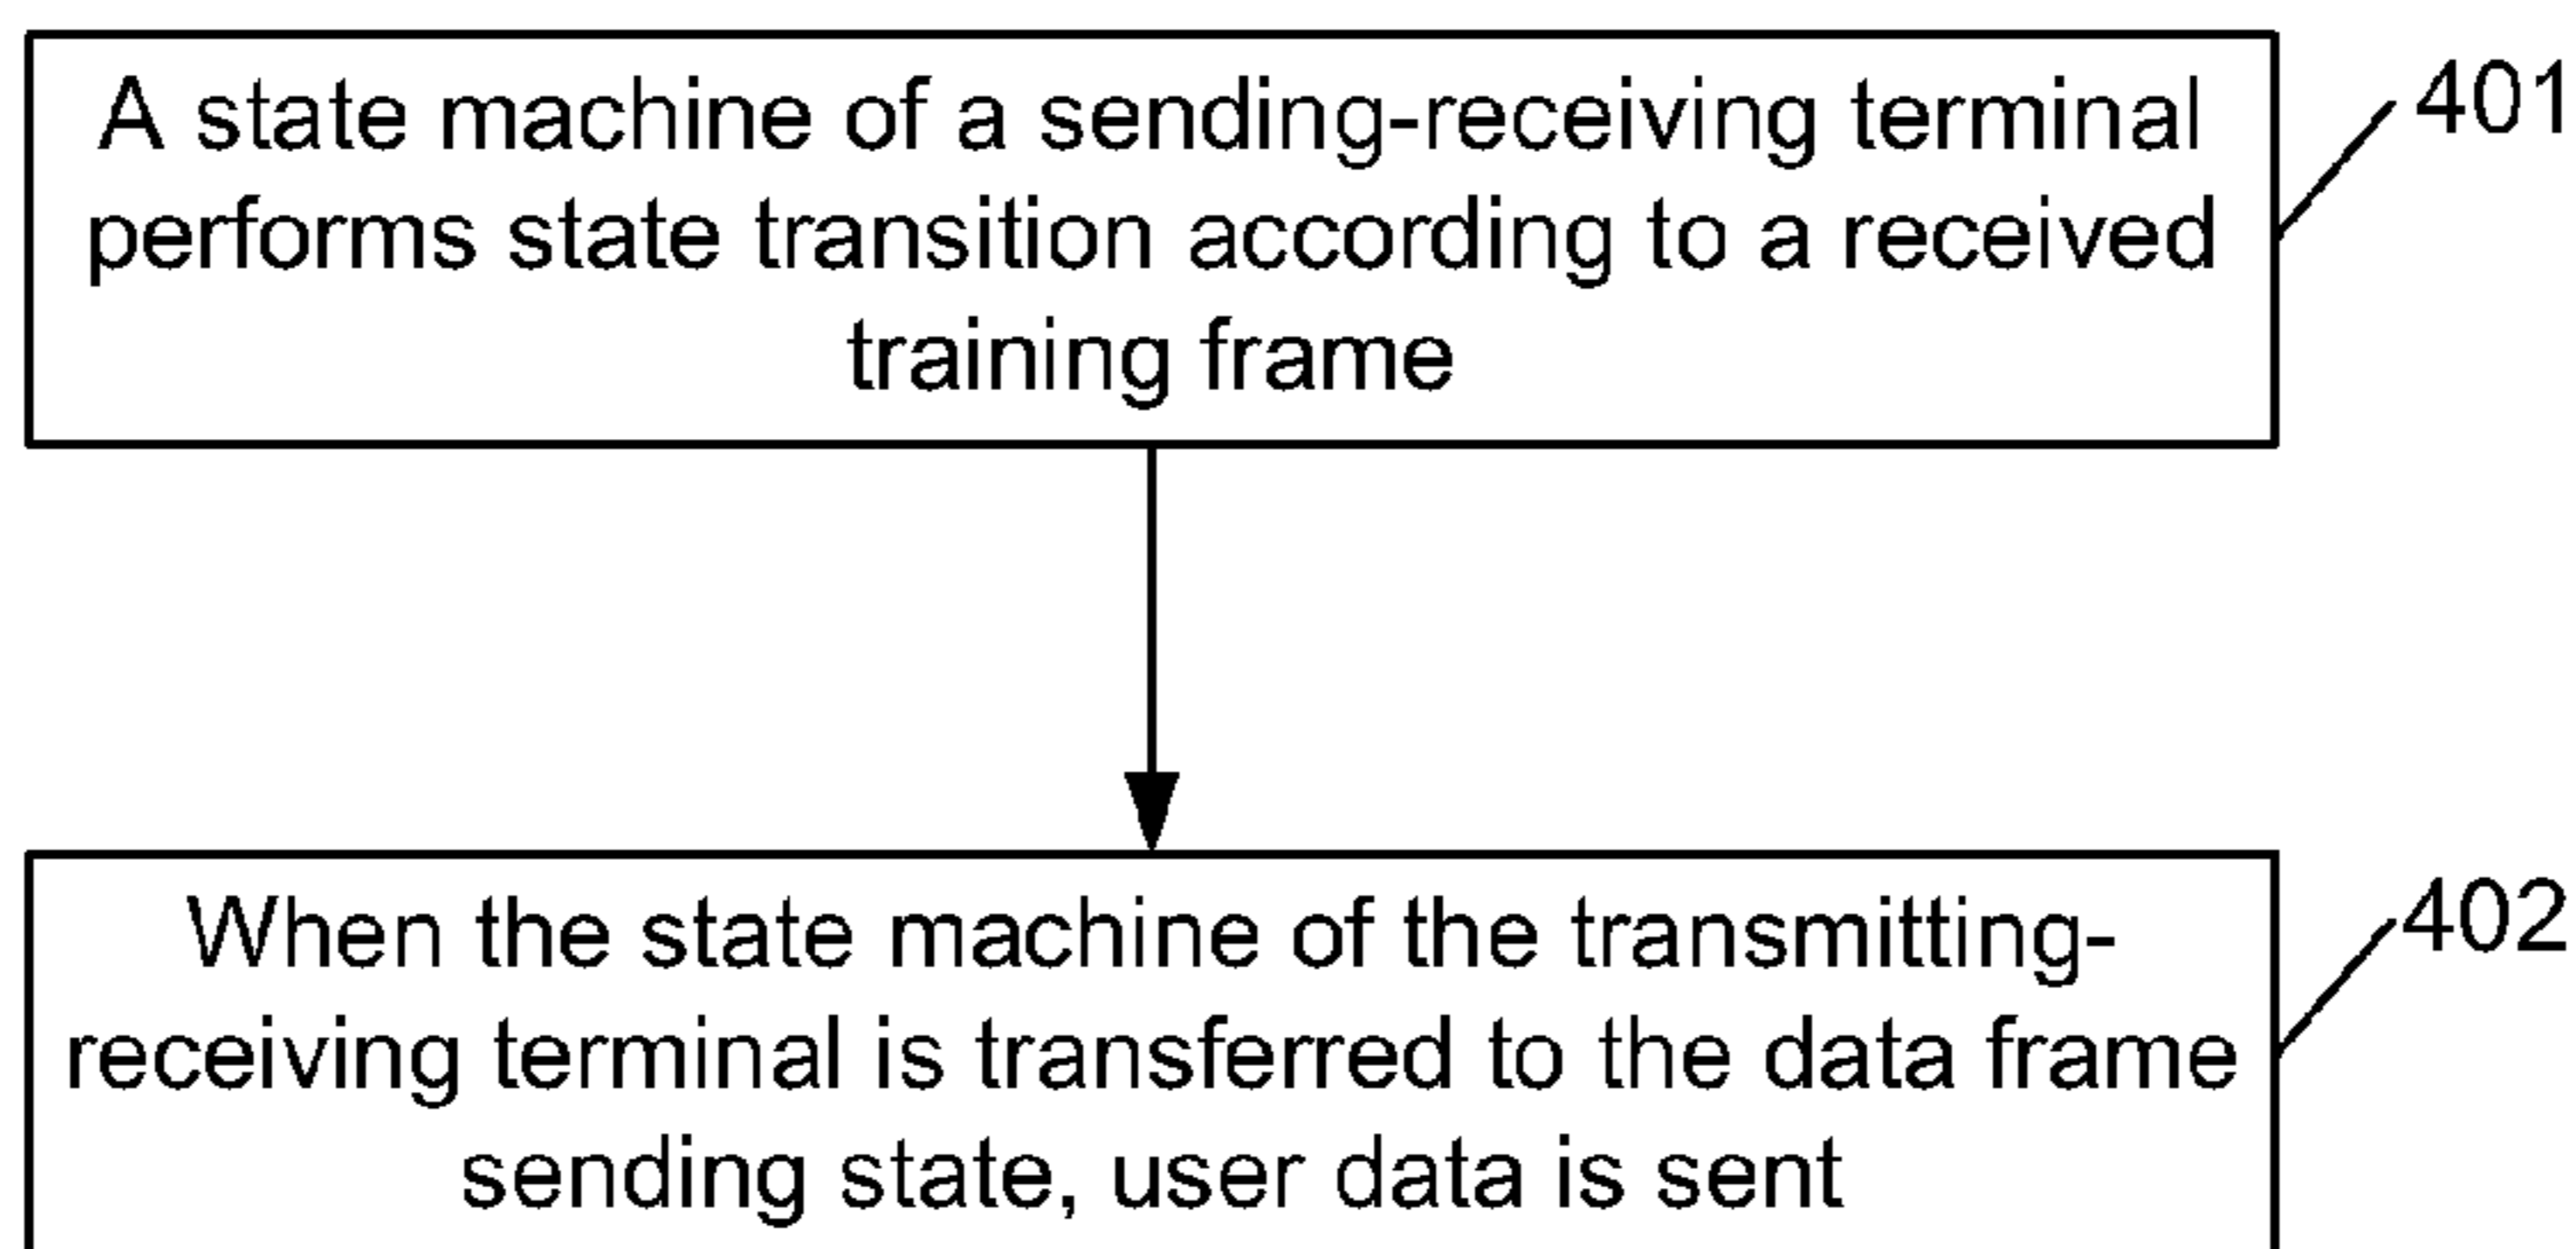 A state machine of a sending-receiving terminal
performs state transition according to a received
training frame
401
When the state machine of the transmitting-
receiving terminal is transferred to the data frame
sending state, user data is sent
402